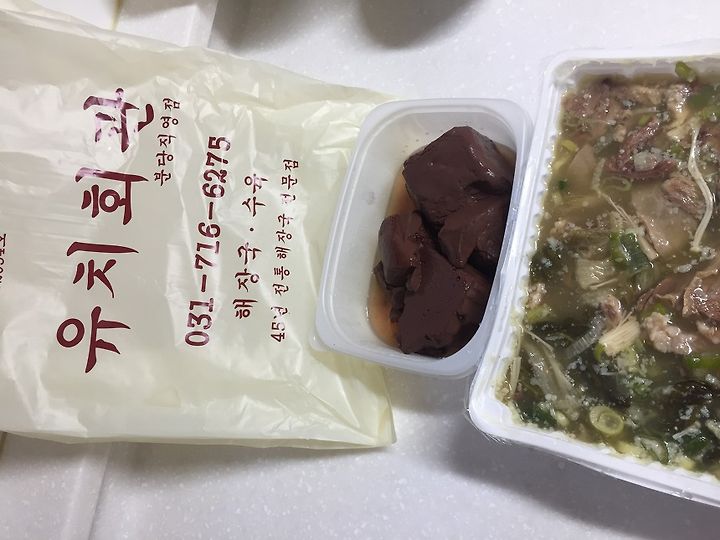 유치회관
분당직영점
031-716-6275
해장국·수육
45년 전통 해장국 전문점